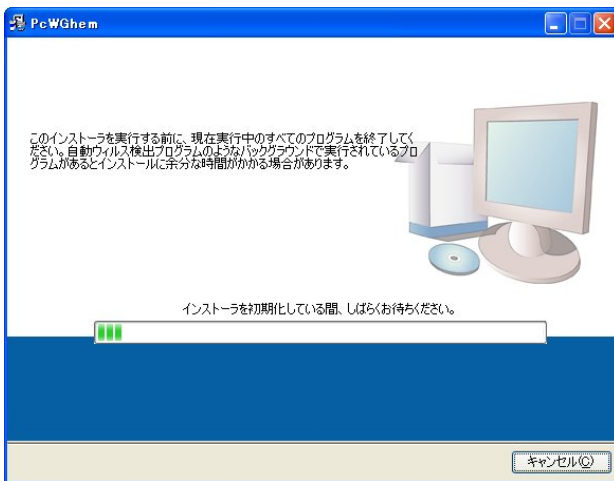 PcWGhem
このインストーラを実行する前に、現在実行中のすべてのプログラムを終了してく
ださい。自動ウィルス検出プログラムのようなバックグラウンドで実行されているプロ
グラムがあるとインストールに余分な時間がかかる場合があります。
インストーラを初期化している間、しばらくお待ちください。
キャンセル(C)